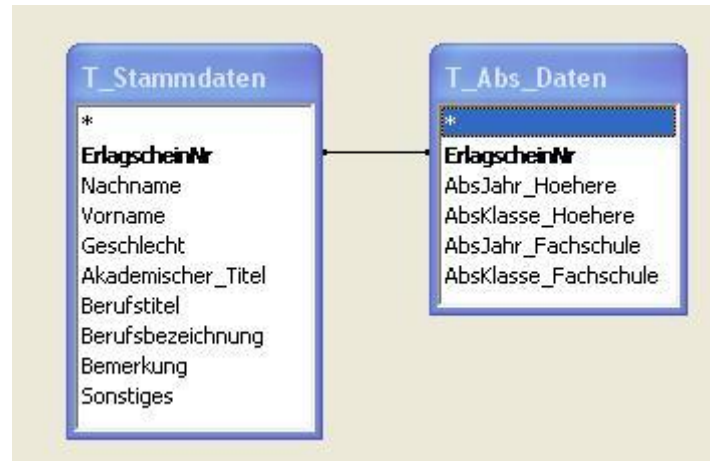 T_Stammdaten
*
ErlagscheinNr
Nachname
Vorname
Geschlecht
Akademischer_Titel
Berufstitel
Berufsbezeichnung
Bemerkung
Sonstiges
T_Abs_Daten
*
ErlagscheinNr
AbsJahr_Hoehere
AbsKlasse_Hoehere
AbsJahr_Fachschule
AbsKlasse_Fachschule